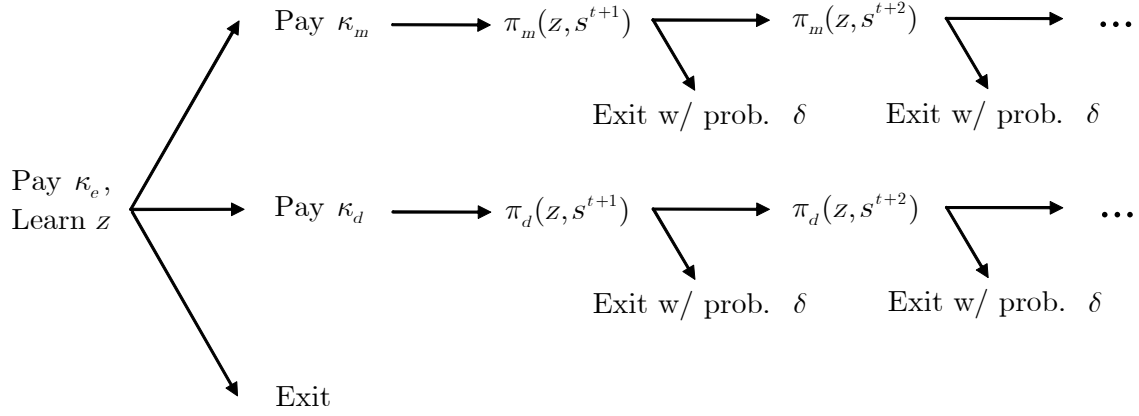 Pay κ_m π_m(z, s^{t+1}) π_m(z, s^{t+2}) ...
Exit w/ prob. δ Exit w/ prob. δ
Pay κ_e,
Learn z
Pay κ_d π_d(z, s^{t+1}) π_d(z, s^{t+2}) ...
Exit w/ prob. δ Exit w/ prob. δ
Exit